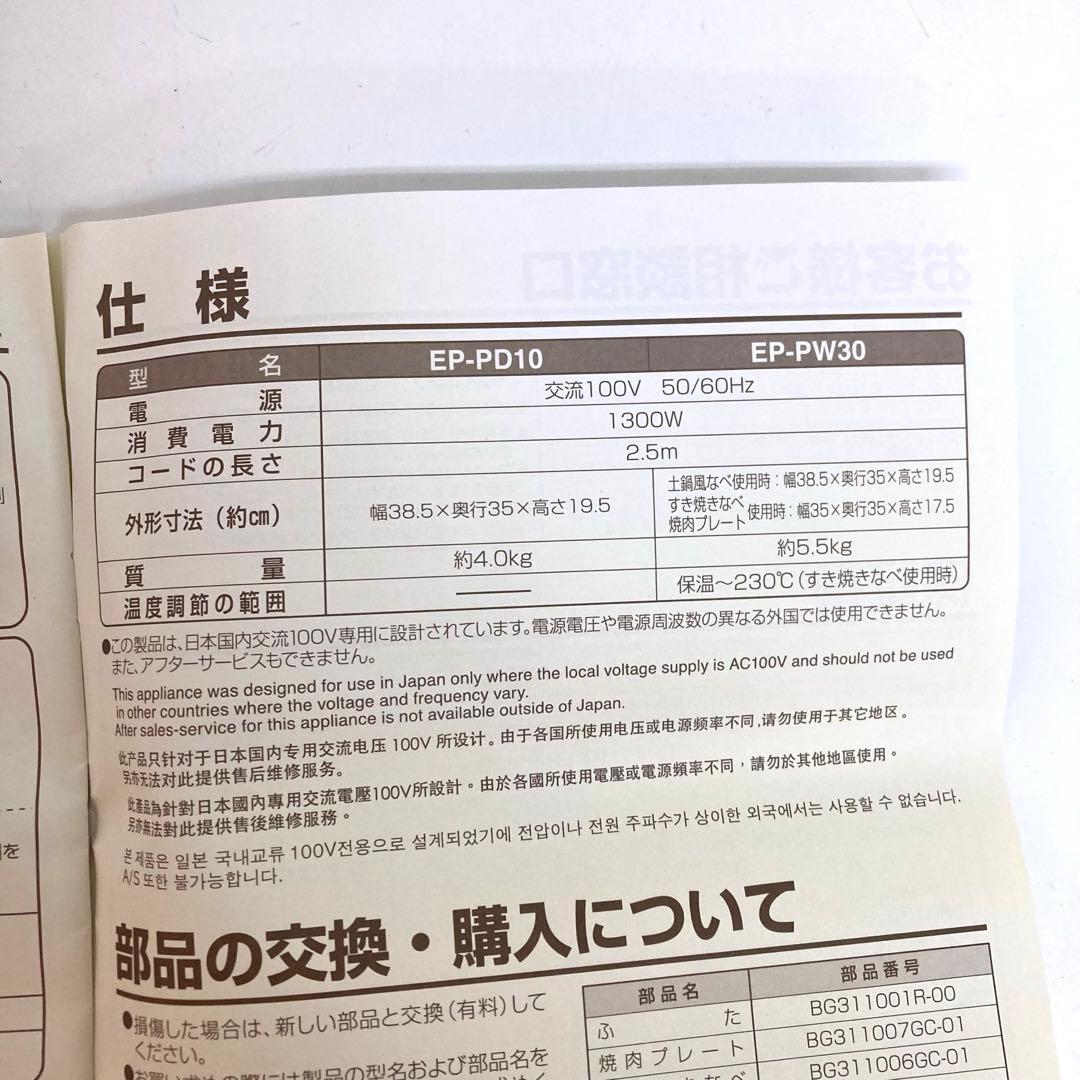 仕様
型名 EP-PD10 EP-PW30
電源 交流100V 50/60Hz
消費電力 1300W
コードの長さ 2.5m
外形寸法（約cm） 幅38.5×奥行35×高さ19.5
土鍋風なべ使用時：幅38.5×奥行35×高さ19.5
すき焼きなべ
焼肉プレート使用時：幅35×奥行35×高さ17.5
質量 約4.0kg 約5.5kg
温度調節の範囲 —— 保温～230℃（すき焼きなべ使用時）
●この製品は、日本国内交流100V専用に設計されています。電源電圧や電源周波数の異なる外国では使用できません。
また、アフターサービスもできません。
This appliance was designed for use in Japan only where the local voltage supply is AC100V and should not be used
in other countries where the voltage and frequency vary.
After sales-service for this appliance is not available outside of Japan.
此产品只针对于日本国内专用交流电压 100V 所设计。由于各国所使用电压或电源频率不同,请勿使用于其它地区。
另亦无法对此提供售后维修服务。
此產品為針對日本國內專用交流電壓100V所設計。由於各國所使用電壓或電源頻率不同，請勿於其他地區使用。
另亦無法對此提供售後維修服務。
본 제품은 일본 국내교류 100V전용으로 설계되었기에 전압이나 전원 주파수가 상이한 외국에서는 사용할 수 없습니다.
A/S 또한 불가능합니다.
部品の交換・購入について
●損傷した場合は、新しい部品と交換（有料）して
ください。
●お買い求めの際には製品の型名および部品名を
部品名 部品番号
ふた BG311001R-00
焼肉プレート BG311007GC-01
BG311006GC-01
を